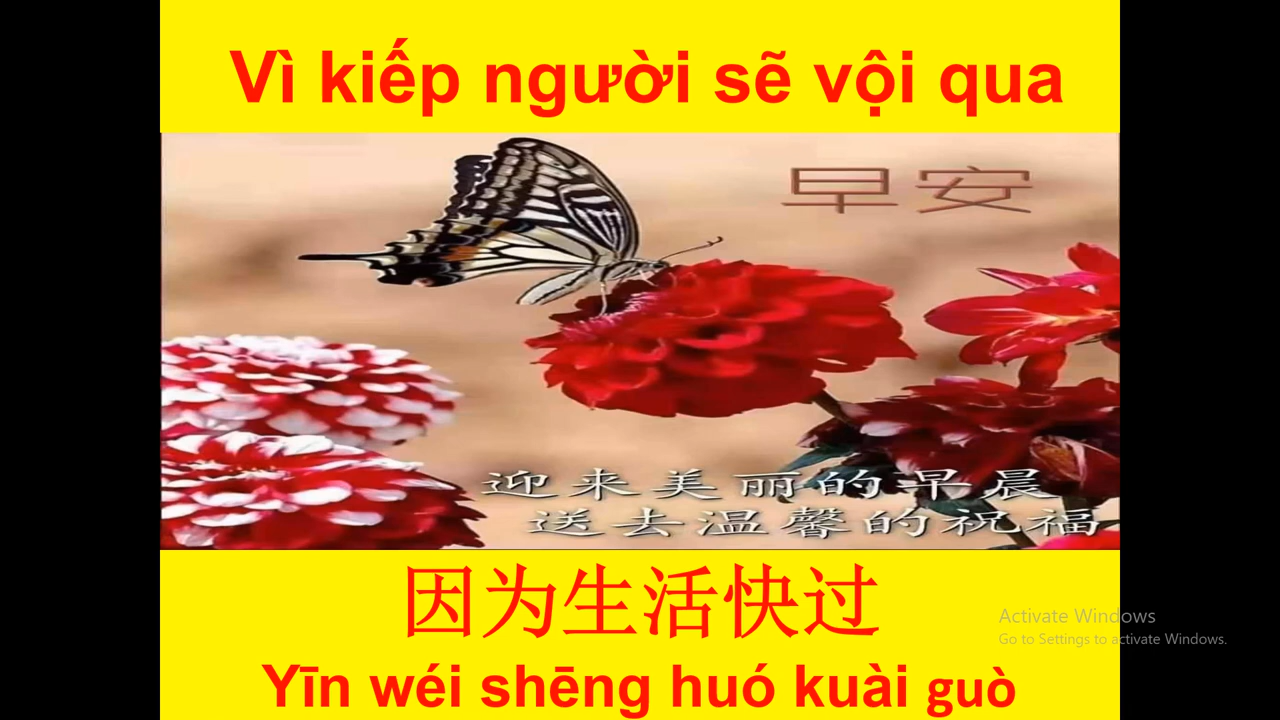 Vì kiếp người sẽ vội qua
早安
迎来美丽的早晨
送去温馨的祝福
因为生活快过
Activate Windows
Go to Settings to activate Windows.
Yīn wéi shēng huó kuài guò